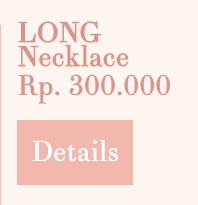 LONG
Necklace
Rp. 300.000
Details